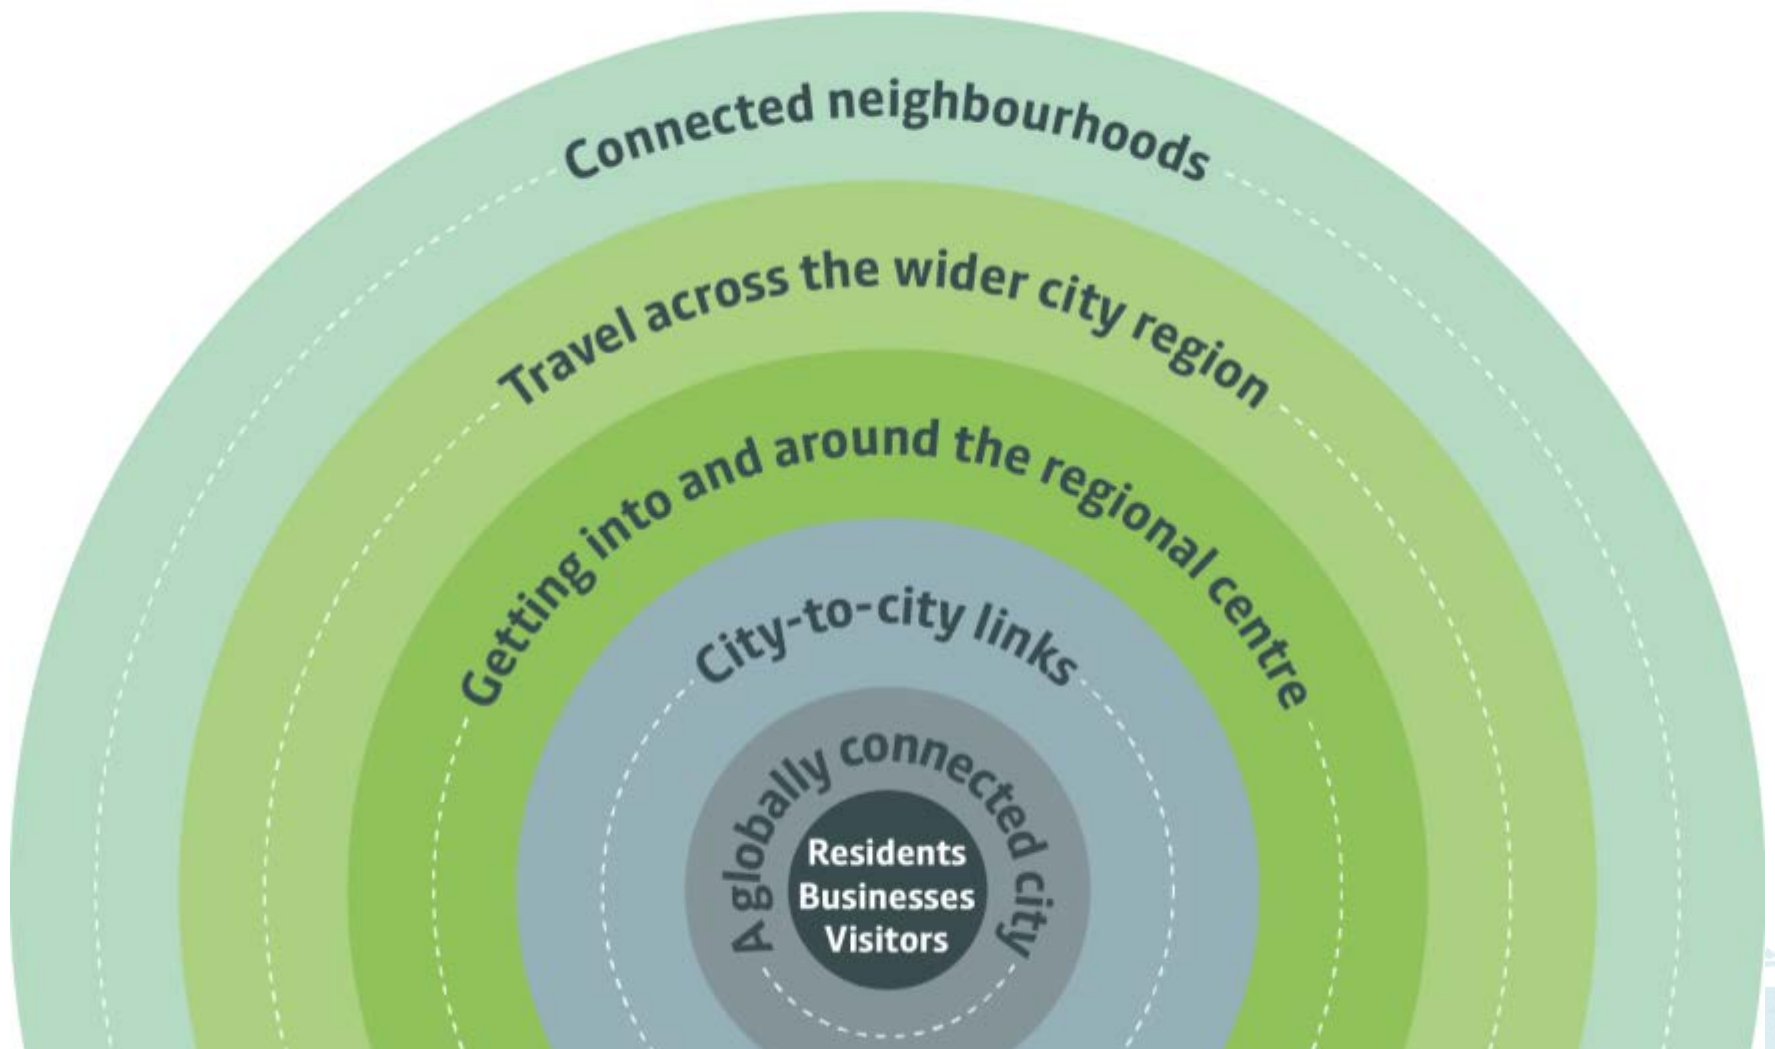 Connected neighbourhoods
Travel across the wider city region
Getting into and around the regional centre
City-to-city links
A globally connected city
Residents
Businesses
Visitors